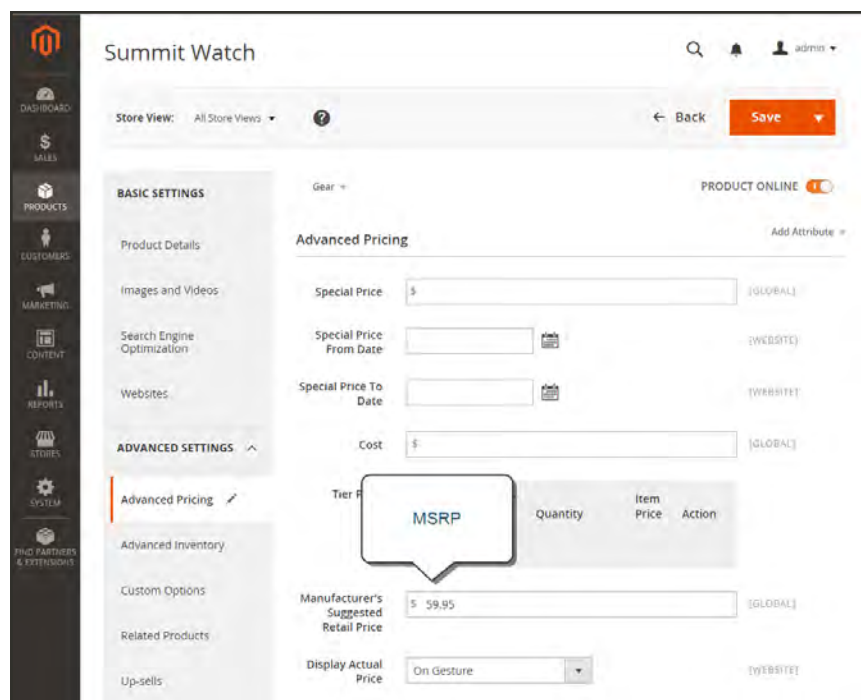 Summit Watch
admin
DASHBOARD
SALES
PRODUCTS
CUSTOMERS
MARKETING
CONTENT
REPORTS
STORES
SYSTEM
FIND PARTNERS
& EXTENSIONS
Store View: All Store Views
?
← Back
Save
BASIC SETTINGS
Product Details
Images and Videos
Search Engine
Optimization
Websites
ADVANCED SETTINGS
Advanced Pricing
Advanced Inventory
Custom Options
Related Products
Up-sells
Gear
PRODUCT ONLINE
Advanced Pricing
Add Attribute
Special Price
$
[GLOBAL]
Special Price
From Date
[WEBSITE]
Special Price To
Date
[WEBSITE]
Cost
$
[GLOBAL]
Tier
MSRP
Quantity
Item
Price
Action
Manufacturer's
Suggested
Retail Price
$ 59.95
[GLOBAL]
Display Actual
Price
On Gesture
[WEBSITE]